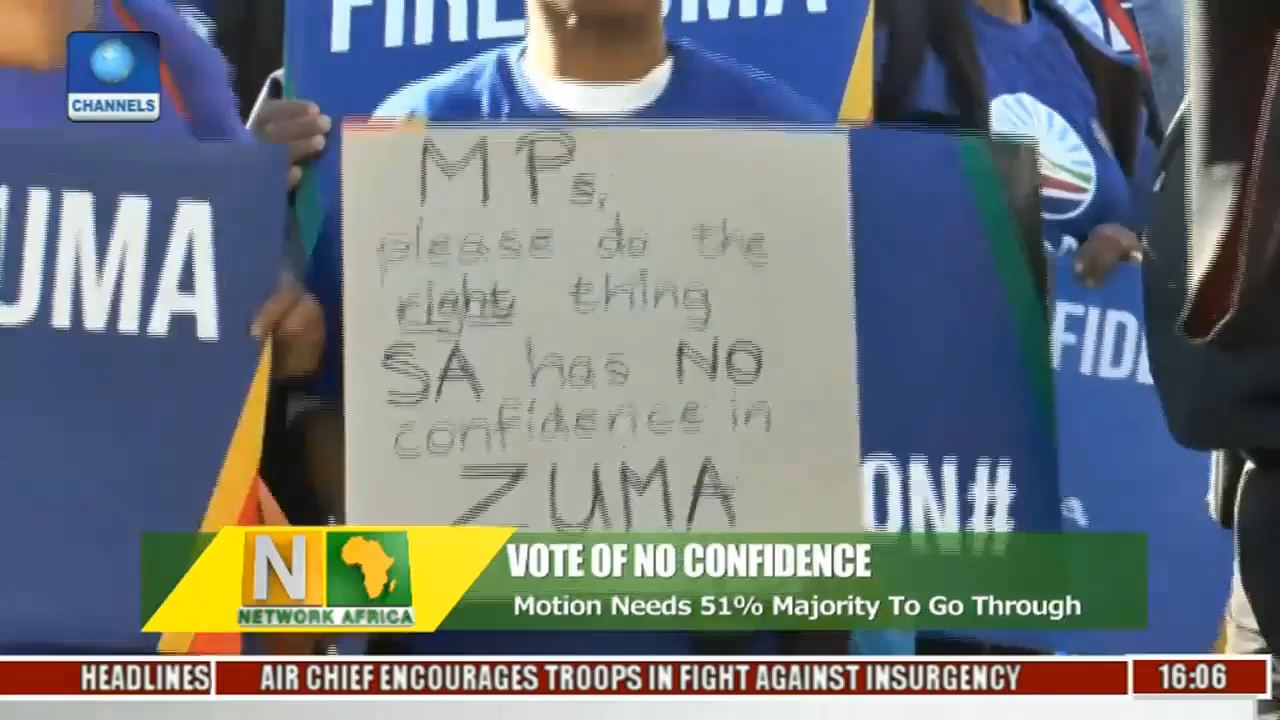 FIRE ZUMA
CHANNELS
MPs,
please do the
right thing
SA has NO
confidence in
ZUMA
UMA
FID
ON#
N
NETWORK AFRICA
VOTE OF NO CONFIDENCE
Motion Needs 51% Majority To Go Through
HEADLINES
AIR CHIEF ENCOURAGES TROOPS IN FIGHT AGAINST INSURGENCY
16:06